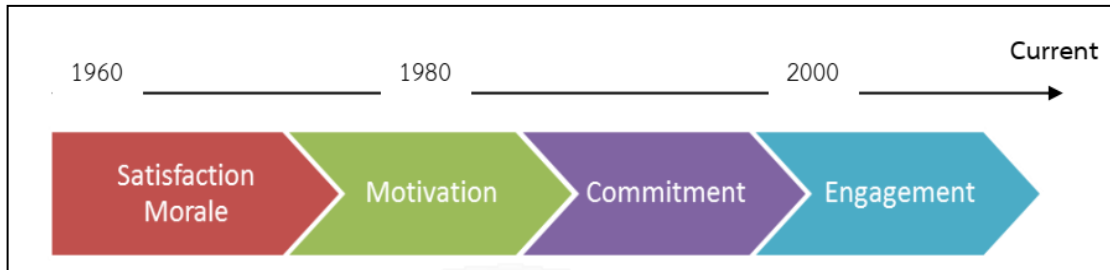 1960 1980 2000 Current
Satisfaction
Morale
Motivation
Commitment
Engagement